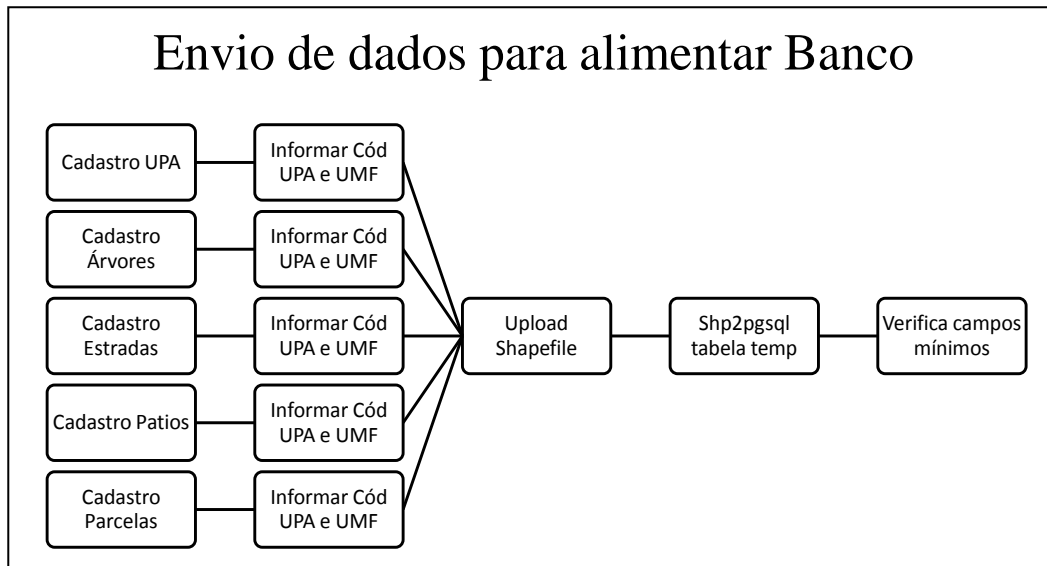 Envio de dados para alimentar Banco
Cadastro UPA
Informar Cód
UPA e UMF
Cadastro
Árvores
Informar Cód
UPA e UMF
Cadastro
Estradas
Informar Cód
UPA e UMF
Cadastro Patios
Informar Cód
UPA e UMF
Cadastro
Parcelas
Informar Cód
UPA e UMF
Upload
Shapefile
Shp2pgsql
tabela temp
Verifica campos
mínimos